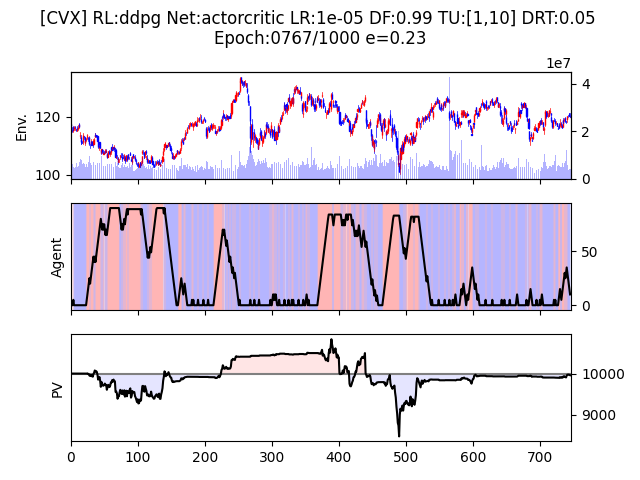 [CVX] RL:ddpg Net:actorcritic LR:1e-05 DF:0.99 TU:[1,10] DRT:0.05
Epoch:0767/1000 e=0.23
1e7
Env.
120
100
4
2
0
Agent
50
0
PV
10000
9000
0 100 200 300 400 500 600 700